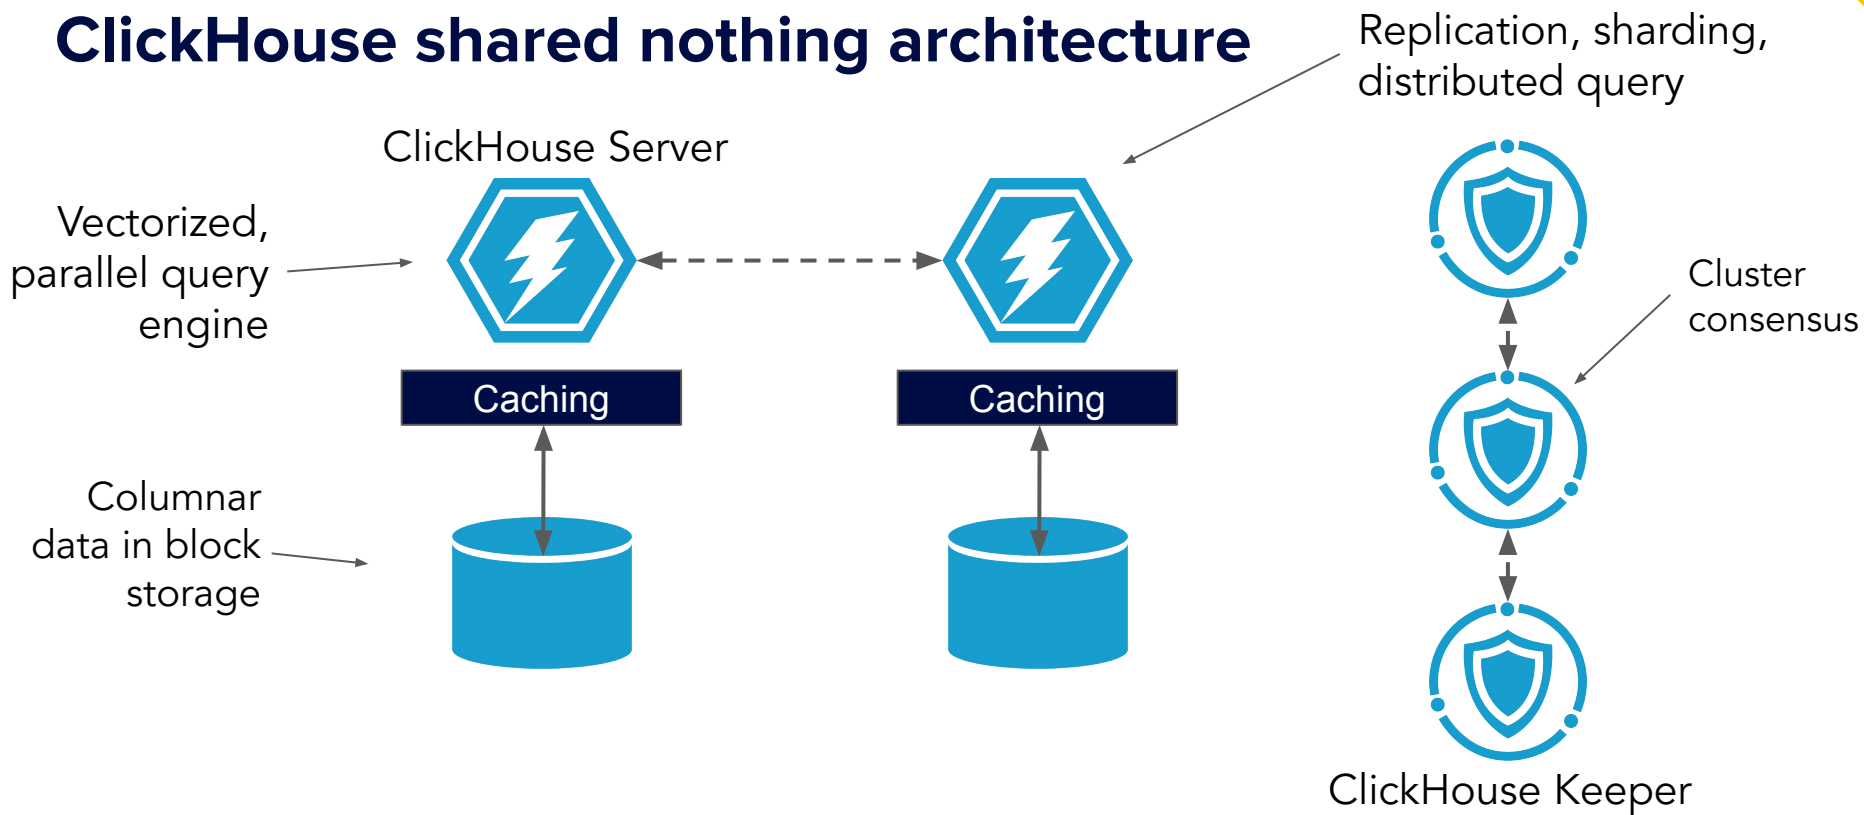 ClickHouse shared nothing architecture
Replication, sharding,
distributed query
ClickHouse Server
Vectorized,
parallel query
engine
Cluster
consensus
Caching
Caching
Columnar
data in block
storage
ClickHouse Keeper